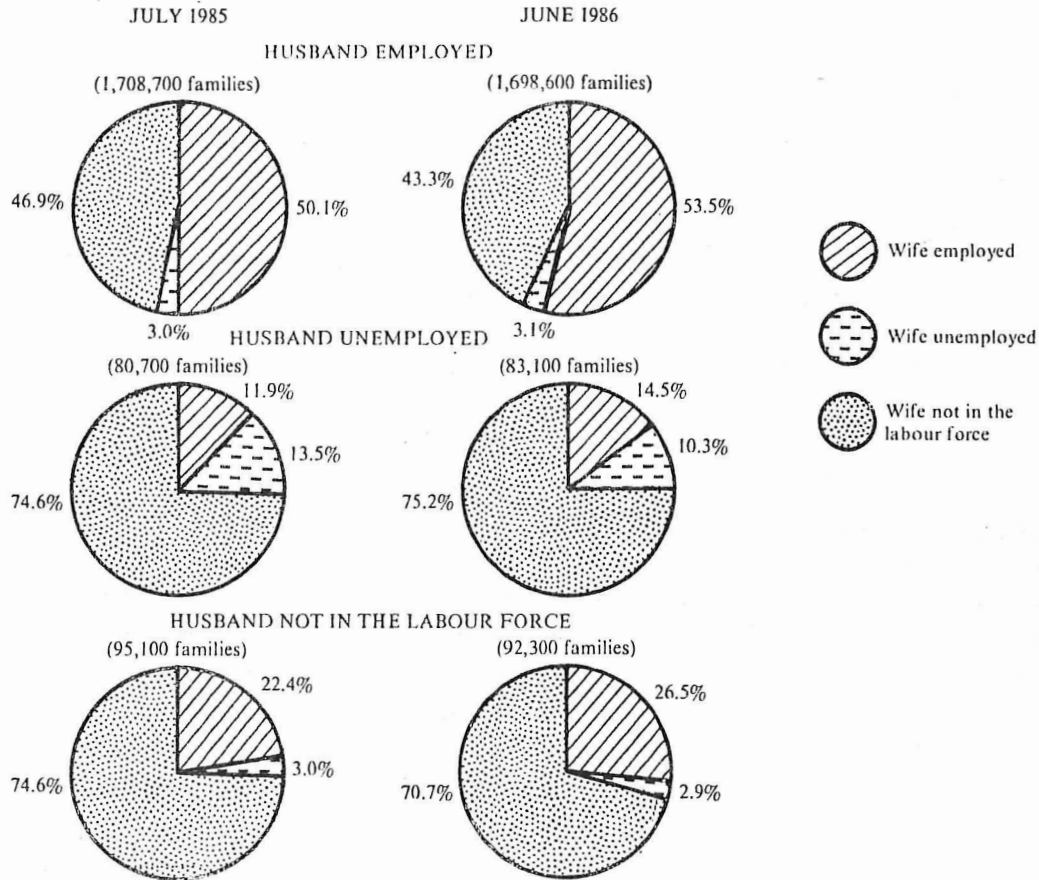 JULY 1985 JUNE 1986
HUSBAND EMPLOYED
(1,708,700 families) (1,698,600 families)
46.9% 50.1% 43.3% 53.5%
3.0% 3.1%
HUSBAND UNEMPLOYED
(80,700 families) (83,100 families)
11.9% 14.5%
13.5% 10.3%
74.6% 75.2%
HUSBAND NOT IN THE LABOUR FORCE
(95,100 families) (92,300 families)
22.4% 26.5%
74.6% 3.0% 70.7% 2.9%
Wife employed
Wife unemployed
Wife not in the
labour force